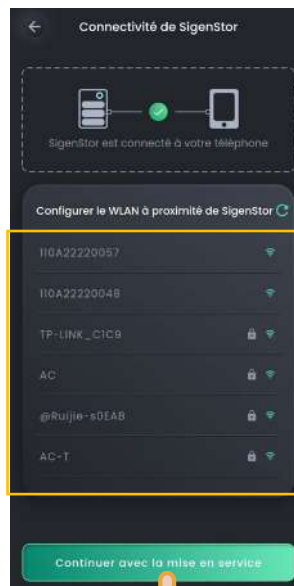 Connectivité de SigenStor
SigenStor est connecté à votre téléphone
Configurer le WLAN à proximité de SigenStor
110A22220057
110A22220048
TP-LINK_C1C9
AC
@Ruijie-s0EAB
AC-T
Continuer avec la mise en service